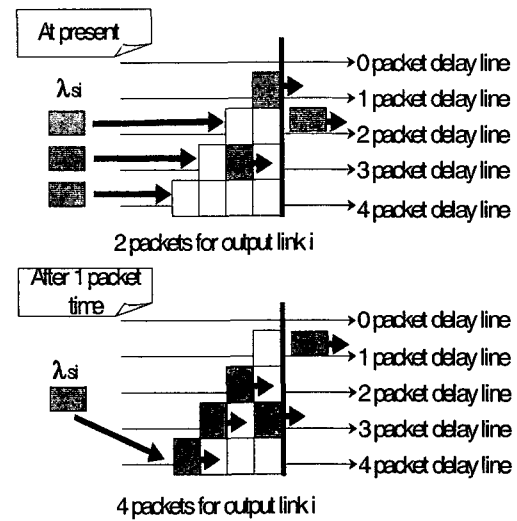 At present
λsi
0 packet delay line
1 packet delay line
2 packet delay line
3 packet delay line
4 packet delay line
2 packets for output link i
After 1 packet
time
λsi
0 packet delay line
1 packet delay line
2 packet delay line
3 packet delay line
4 packet delay line
4 packets for output link i